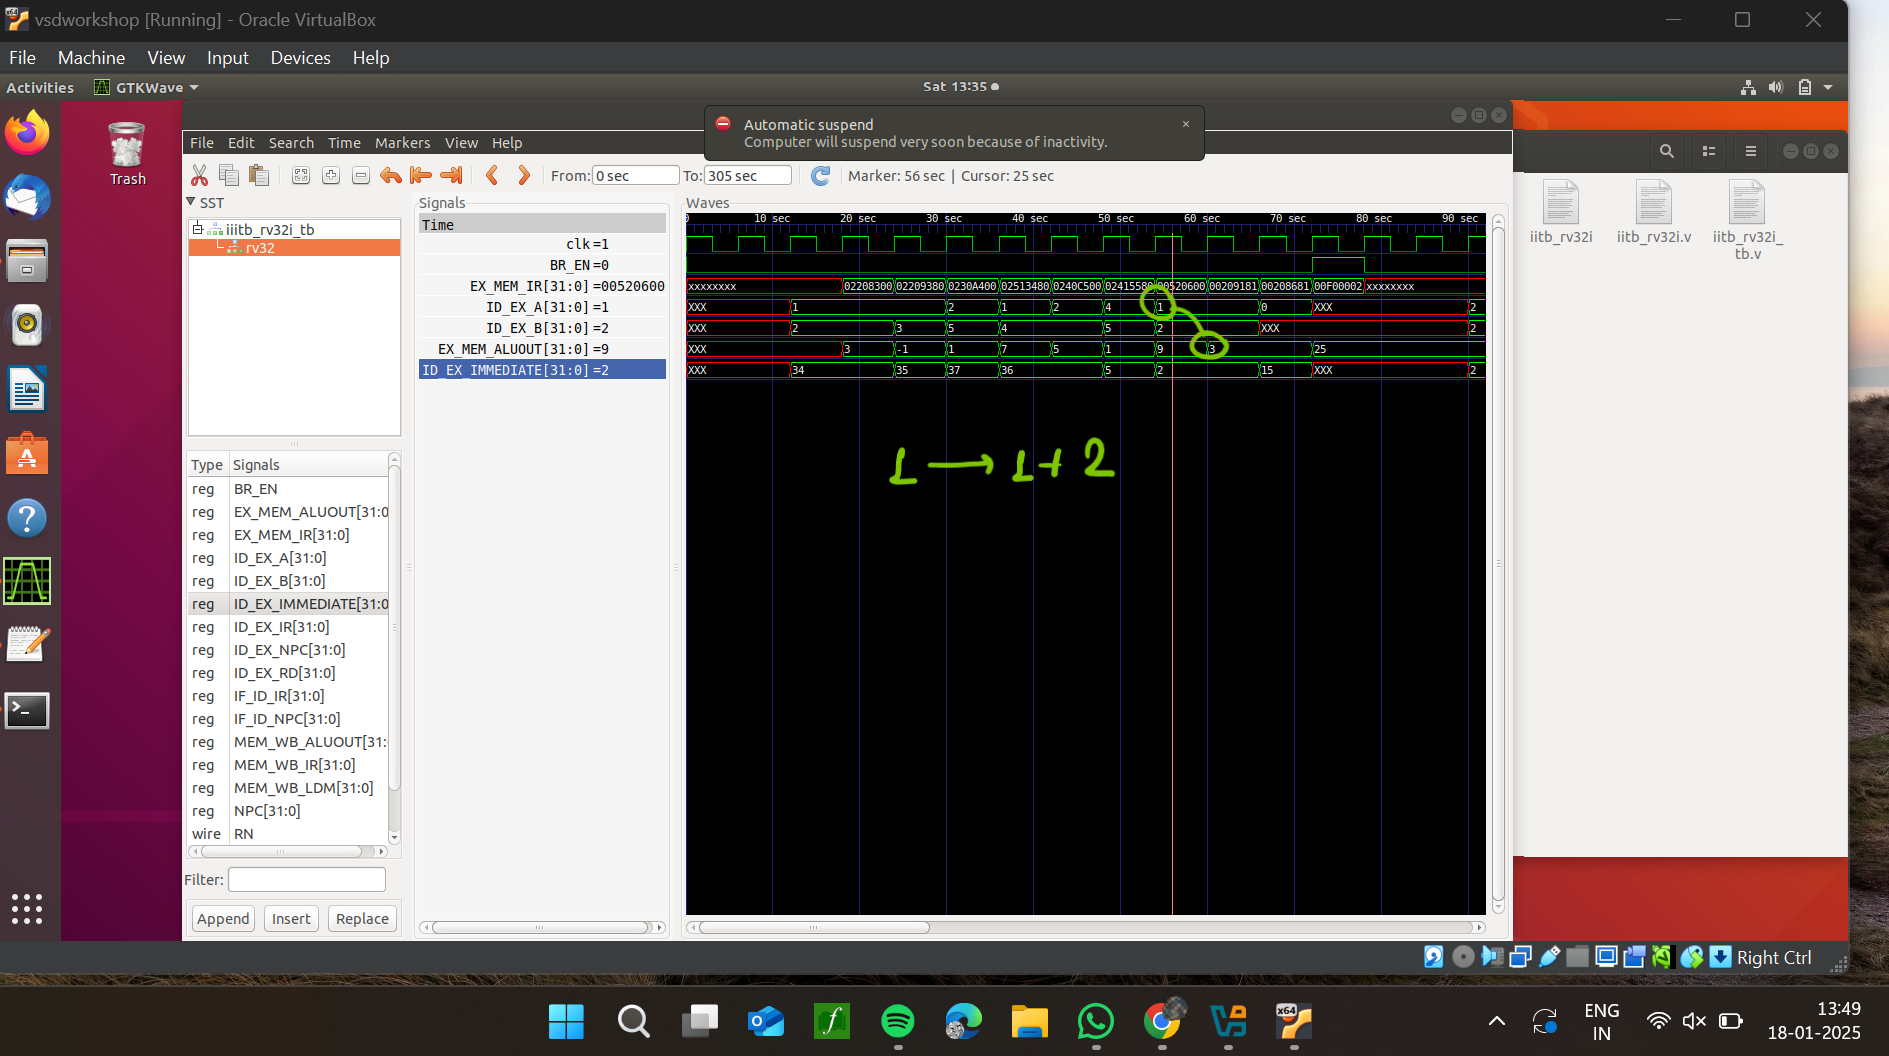 vsdworkshop [Running] - Oracle VirtualBox
File Machine View Input Devices Help
Activities GTKWave Sat 13:35
Automatic suspend
Computer will suspend very soon because of inactivity.
Trash
File Edit Search Time Markers View Help
From: 0 sec To: 305 sec Marker: 56 sec | Cursor: 25 sec
SST
iiitb_rv32i_tb
rv32
Type Signals
reg BR_EN
reg EX_MEM_ALUOUT[31:0
reg EX_MEM_IR[31:0]
reg ID_EX_A[31:0]
reg ID_EX_B[31:0]
reg ID_EX_IMMEDIATE[31:0
reg ID_EX_IR[31:0]
reg ID_EX_NPC[31:0]
reg ID_EX_RD[31:0]
reg IF_ID_IR[31:0]
reg IF_ID_NPC[31:0]
reg MEM_WB_ALUOUT[31:
reg MEM_WB_IR[31:0]
reg MEM_WB_LDM[31:0]
reg NPC[31:0]
wire RN
Filter:
Append Insert Replace
Signals
Time
clk=1
BR_EN=0
EX_MEM_IR[31:0]=00520600
ID_EX_A[31:0]=1
ID_EX_B[31:0]=2
EX_MEM_ALUOUT[31:0]=9
ID_EX_IMMEDIATE[31:0]=2
Waves
0 10 sec 20 sec 30 sec 40 sec 50 sec 60 sec 70 sec 80 sec 90 sec
xxxxxxxx 02208300 02209380 0230A400 02513480 0240C500 02415580 00520600 00209181 00208681 00F00002 xxxxxxxx
XXX 1 2 1 2 4 1 0 XXX 2
XXX 2 3 5 4 5 2 XXX 2
XXX 3 -1 1 7 5 1 9 3 25
XXX 34 35 37 36 5 2 15 XXX 2
1 → 1 + 2
iitb_rv32i iitb_rv32i.v iitb_rv32i_
tb.v
Right Ctrl
ENG
IN
13:49
18-01-2025